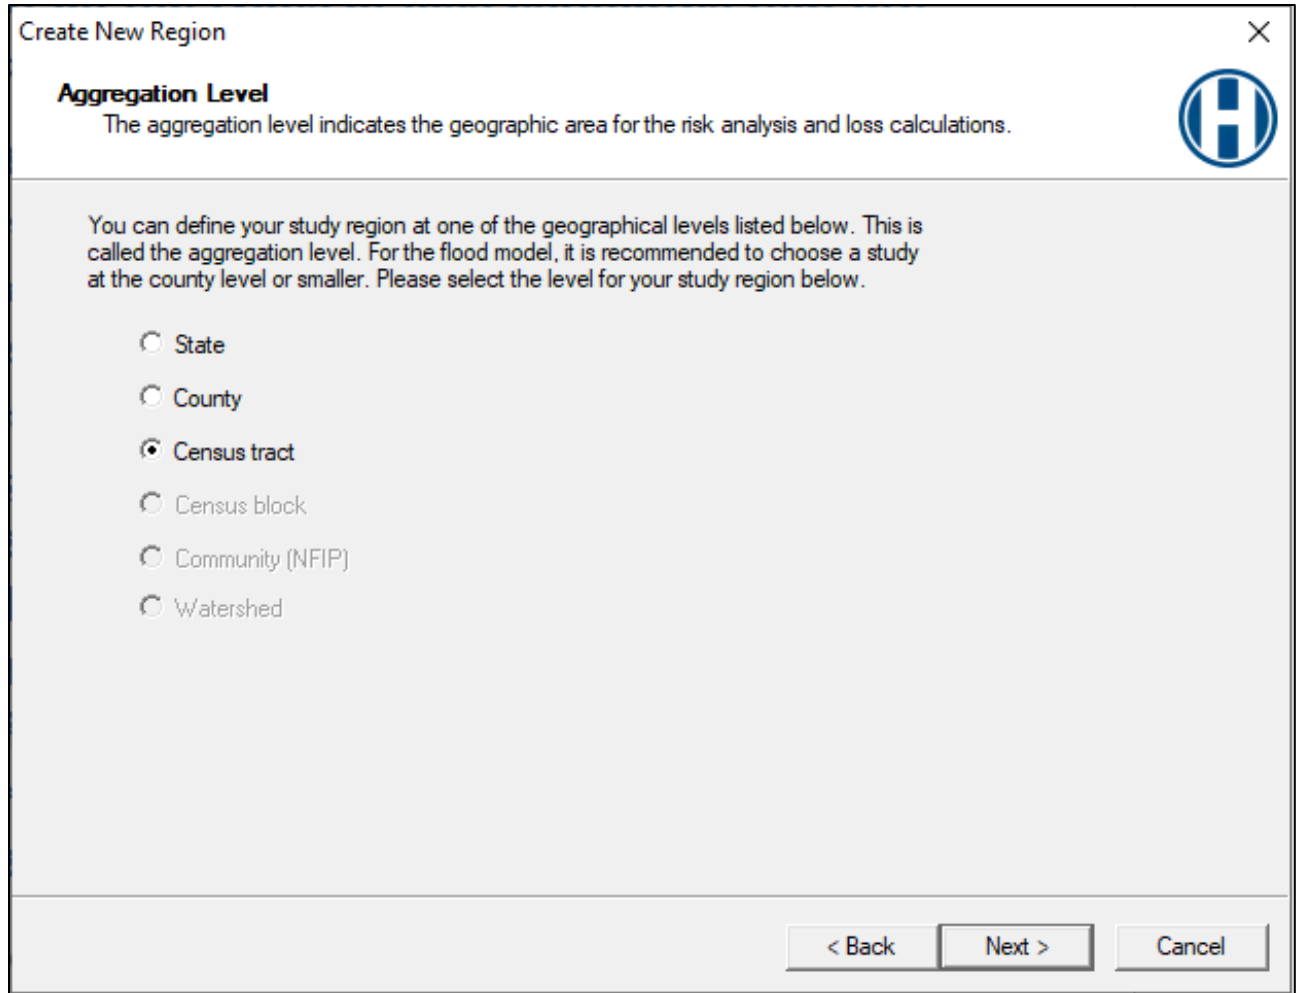 Create New Region
Aggregation Level
The aggregation level indicates the geographic area for the risk analysis and loss calculations.
You can define your study region at one of the geographical levels listed below. This is
called the aggregation level. For the flood model, it is recommended to choose a study
at the county level or smaller. Please select the level for your study region below.
State
County
Census tract
Census block
Community (NFIP)
Watershed
< Back
Next >
Cancel